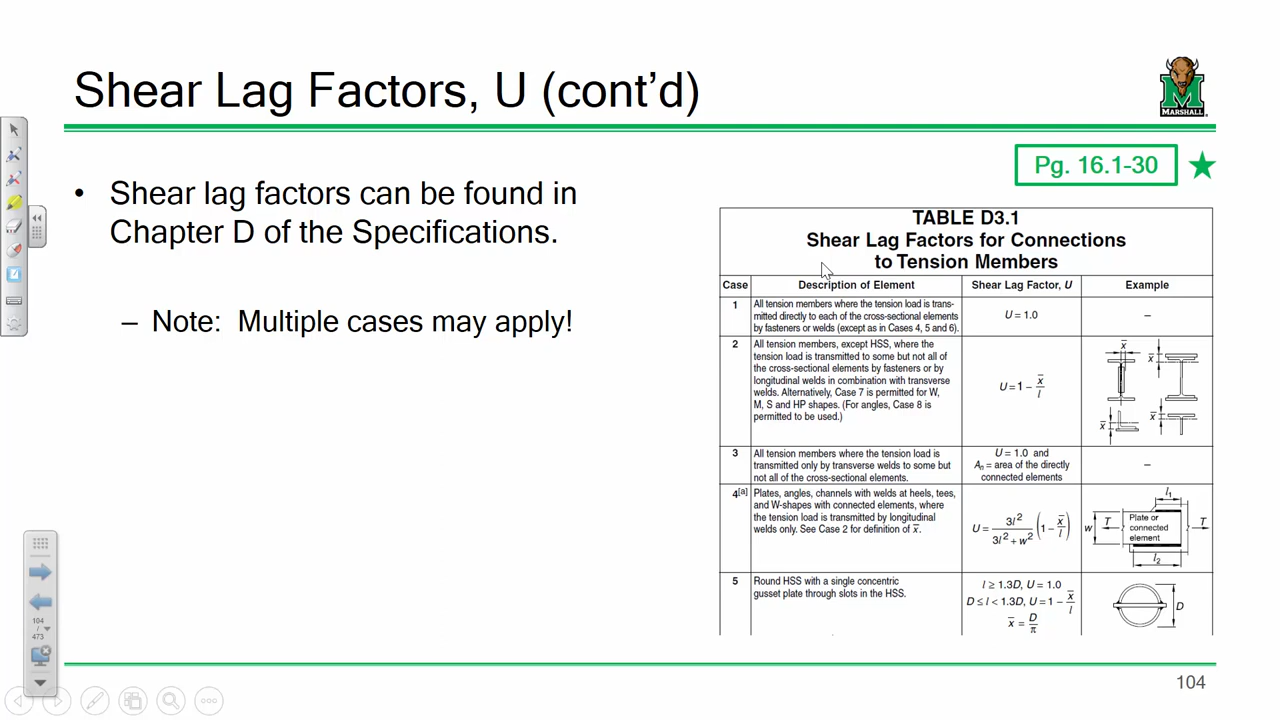 Shear Lag Factors, U (cont’d)
MARSHALL
Pg. 16.1-30
• Shear lag factors can be found in
Chapter D of the Specifications.
– Note: Multiple cases may apply!
TABLE D3.1
Shear Lag Factors for Connections
to Tension Members
Case Description of Element Shear Lag Factor, U Example
1 All tension members where the tension load is trans-
mitted directly to each of the cross-sectional elements
by fasteners or welds (except as in Cases 4, 5 and 6).
U = 1.0
–
2 All tension members, except HSS, where the
tension load is transmitted to some but not all of
the cross-sectional elements by fasteners or by
longitudinal welds in combination with transverse
welds. Alternatively, Case 7 is permitted for W,
M, S and HP shapes. (For angles, Case 8 is
permitted to be used.)
U = 1 − x̄/l
x̄
x̄
x̄
x̄
3 All tension members where the tension load is
transmitted only by transverse welds to some but
not all of the cross-sectional elements.
U = 1.0 and
Aₙ = area of the directly
connected elements
–
4[a] Plates, angles, channels with welds at heels, tees,
and W-shapes with connected elements, where
the tension load is transmitted by longitudinal
welds only. See Case 2 for definition of x̄.
U = 3l²/(3l² + w²) (1 − x̄/l)
l₁
w T Plate or
connected
element T
l₂
5 Round HSS with a single concentric
gusset plate through slots in the HSS.
l ≥ 1.3D, U = 1.0
D ≤ l < 1.3D, U = 1 − x̄/l
x̄ = D/π
D
104
/
473
104